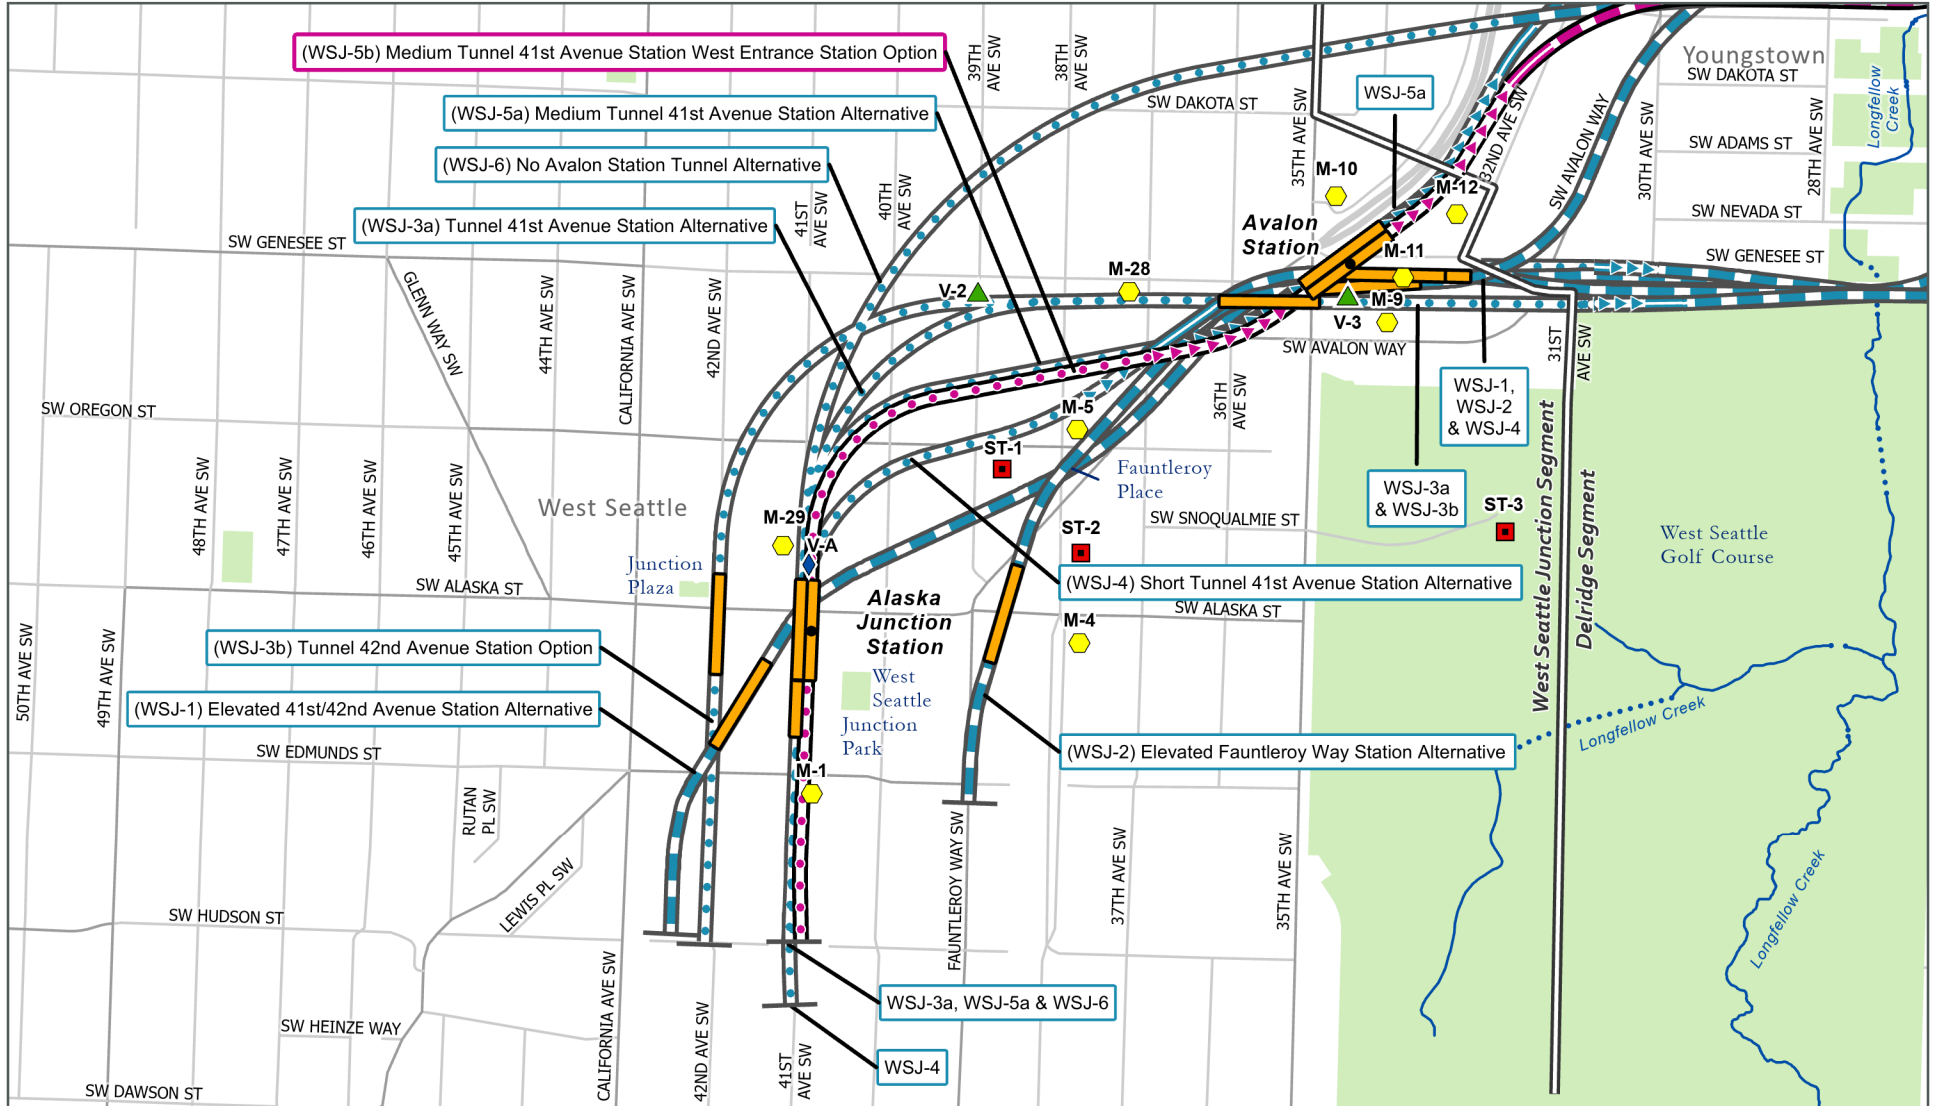 (WSJ-5b) Medium Tunnel 41st Avenue Station West Entrance Station Option
39TH
AVE SW
38TH
AVE SW
Youngstown
SW DAKOTA ST
(WSJ-5a) Medium Tunnel 41st Avenue Station Alternative
SW DAKOTA ST
WSJ-5a
35TH AVE SW
32ND AVE SW
SW AVALON WAY
30TH AVE SW
28TH AVE SW
Longfellow
Creek
SW ADAMS ST
(WSJ-6) No Avalon Station Tunnel Alternative
M-10
M-12
41ST
AVE SW
40TH
AVE SW
(WSJ-3a) Tunnel 41st Avenue Station Alternative
Avalon
Station
SW NEVADA ST
SW GENESEE ST
M-11
SW GENESEE ST
GLENN WAY SW
44TH AVE SW
CALIFORNIA AVE SW
42ND AVE SW
V-2
M-28
M-9
V-3
SW AVALON WAY
31ST
AVE SW
36TH
AVE SW
WSJ-1,
WSJ-2
& WSJ-4
SW OREGON ST
M-5
ST-1
48TH AVE SW
47TH AVE SW
46TH AVE SW
45TH AVE SW
Fauntleroy
Place
WSJ-3a
& WSJ-3b
West Seattle
M-29
V-A
ST-2
SW SNOQUALMIE ST
ST-3
West Seattle Junction Segment
Delridge Segment
West Seattle
Golf Course
Junction
Plaza
SW ALASKA ST
(WSJ-4) Short Tunnel 41st Avenue Station Alternative
Alaska
Junction
Station
SW ALASKA ST
M-4
50TH AVE SW
49TH AVE SW
(WSJ-3b) Tunnel 42nd Avenue Station Option
West
Seattle
Junction
Park
(WSJ-1) Elevated 41st/42nd Avenue Station Alternative
Longfellow Creek
SW EDMUNDS ST
(WSJ-2) Elevated Fauntleroy Way Station Alternative
M-1
RUTAN
PL SW
LEWIS PL SW
FAUNTLEROY WAY SW
37TH AVE SW
35TH AVE SW
Longfellow Creek
SW HUDSON ST
CALIFORNIA AVE SW
WSJ-3a, WSJ-5a & WSJ-6
SW HEINZE WAY
42ND AVE SW
41ST
AVE SW
WSJ-4
SW DAWSON ST